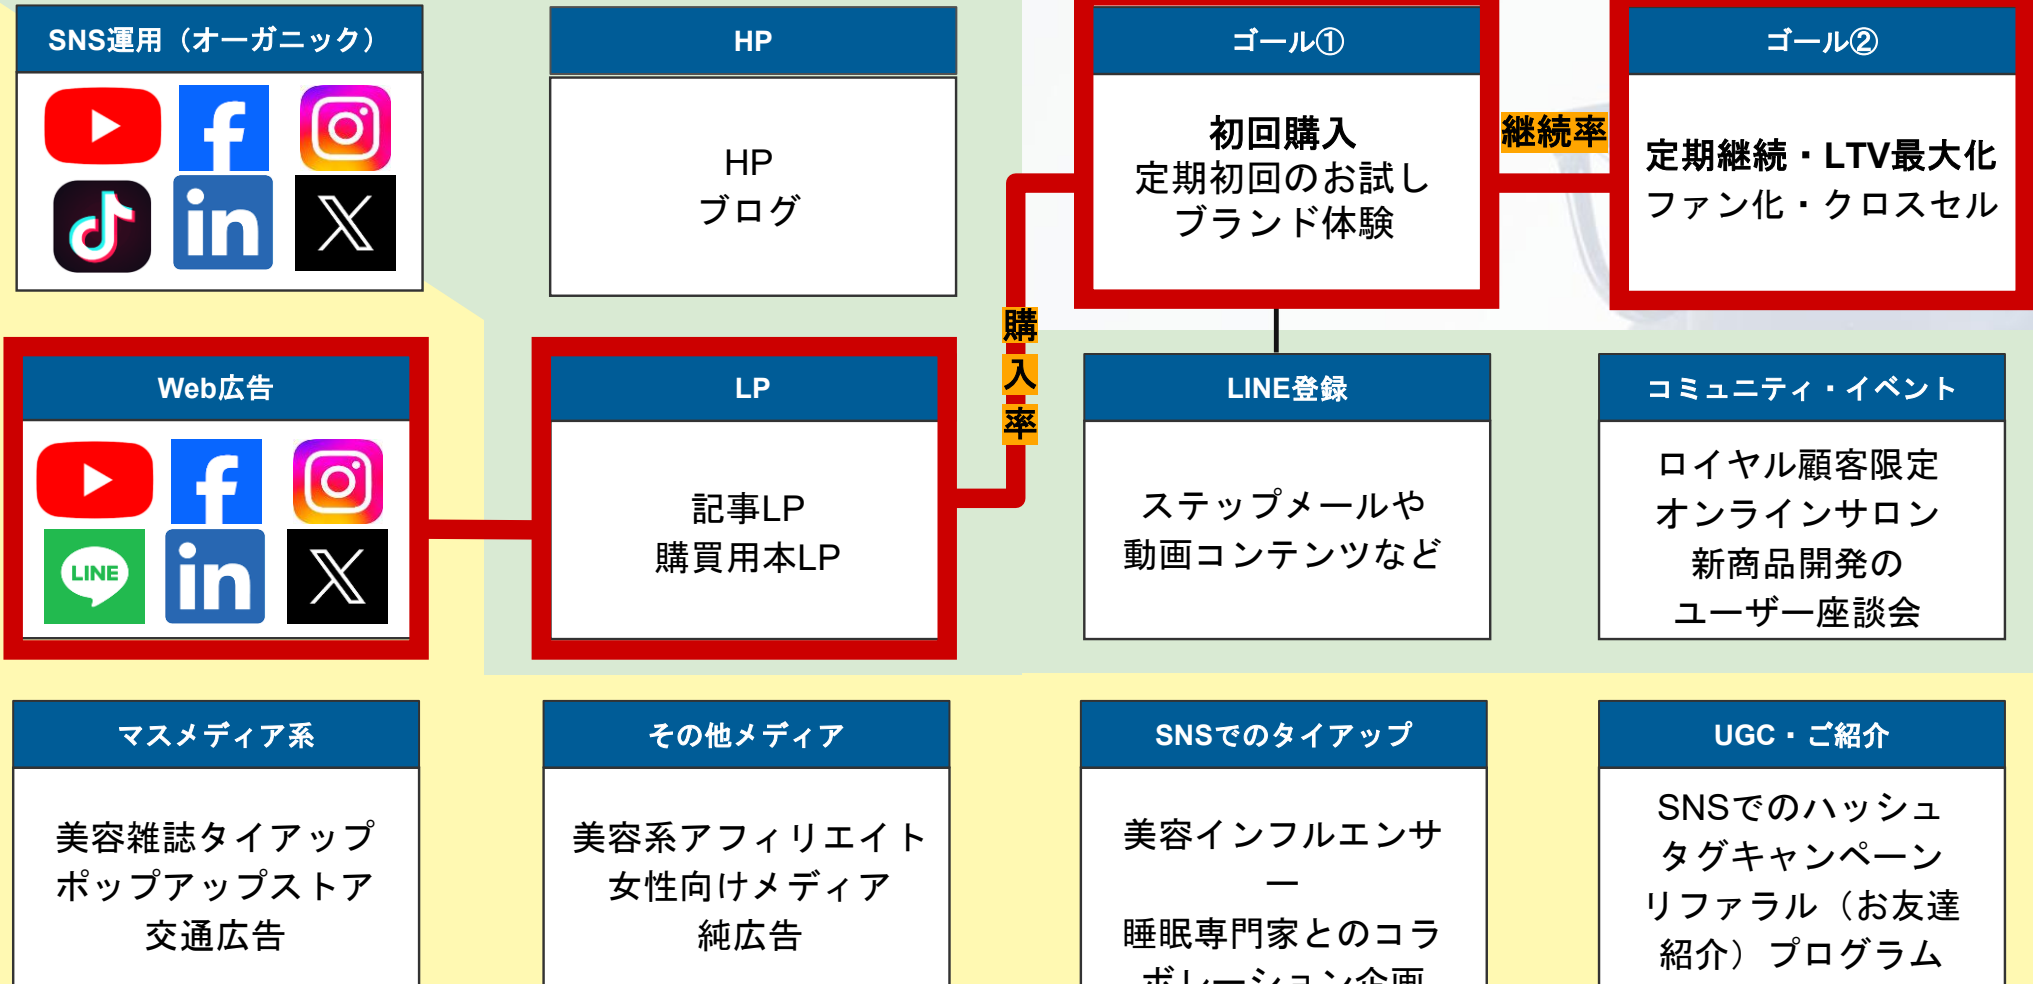 SNS運用（オーガニック）
HP
HP
ブログ
ゴール①
初回購入
定期初回のお試し
ブランド体験
継続率
ゴール②
定期継続・LTV最大化
ファン化・クロスセル
購
入
率
Web広告
LINE
LP
記事LP
購買用本LP
LINE登録
ステップメールや
動画コンテンツなど
コミュニティ・イベント
ロイヤル顧客限定
オンラインサロン
新商品開発の
ユーザー座談会
マスメディア系
美容雑誌タイアップ
ポップアップストア
交通広告
その他メディア
美容系アフィリエイト
女性向けメディア
純広告
SNSでのタイアップ
美容インフルエンサ
ー
睡眠専門家とのコラ
ボレーション企画
UGC・ご紹介
SNSでのハッシュ
タグキャンペーン
リファラル（お友達
紹介）プログラム